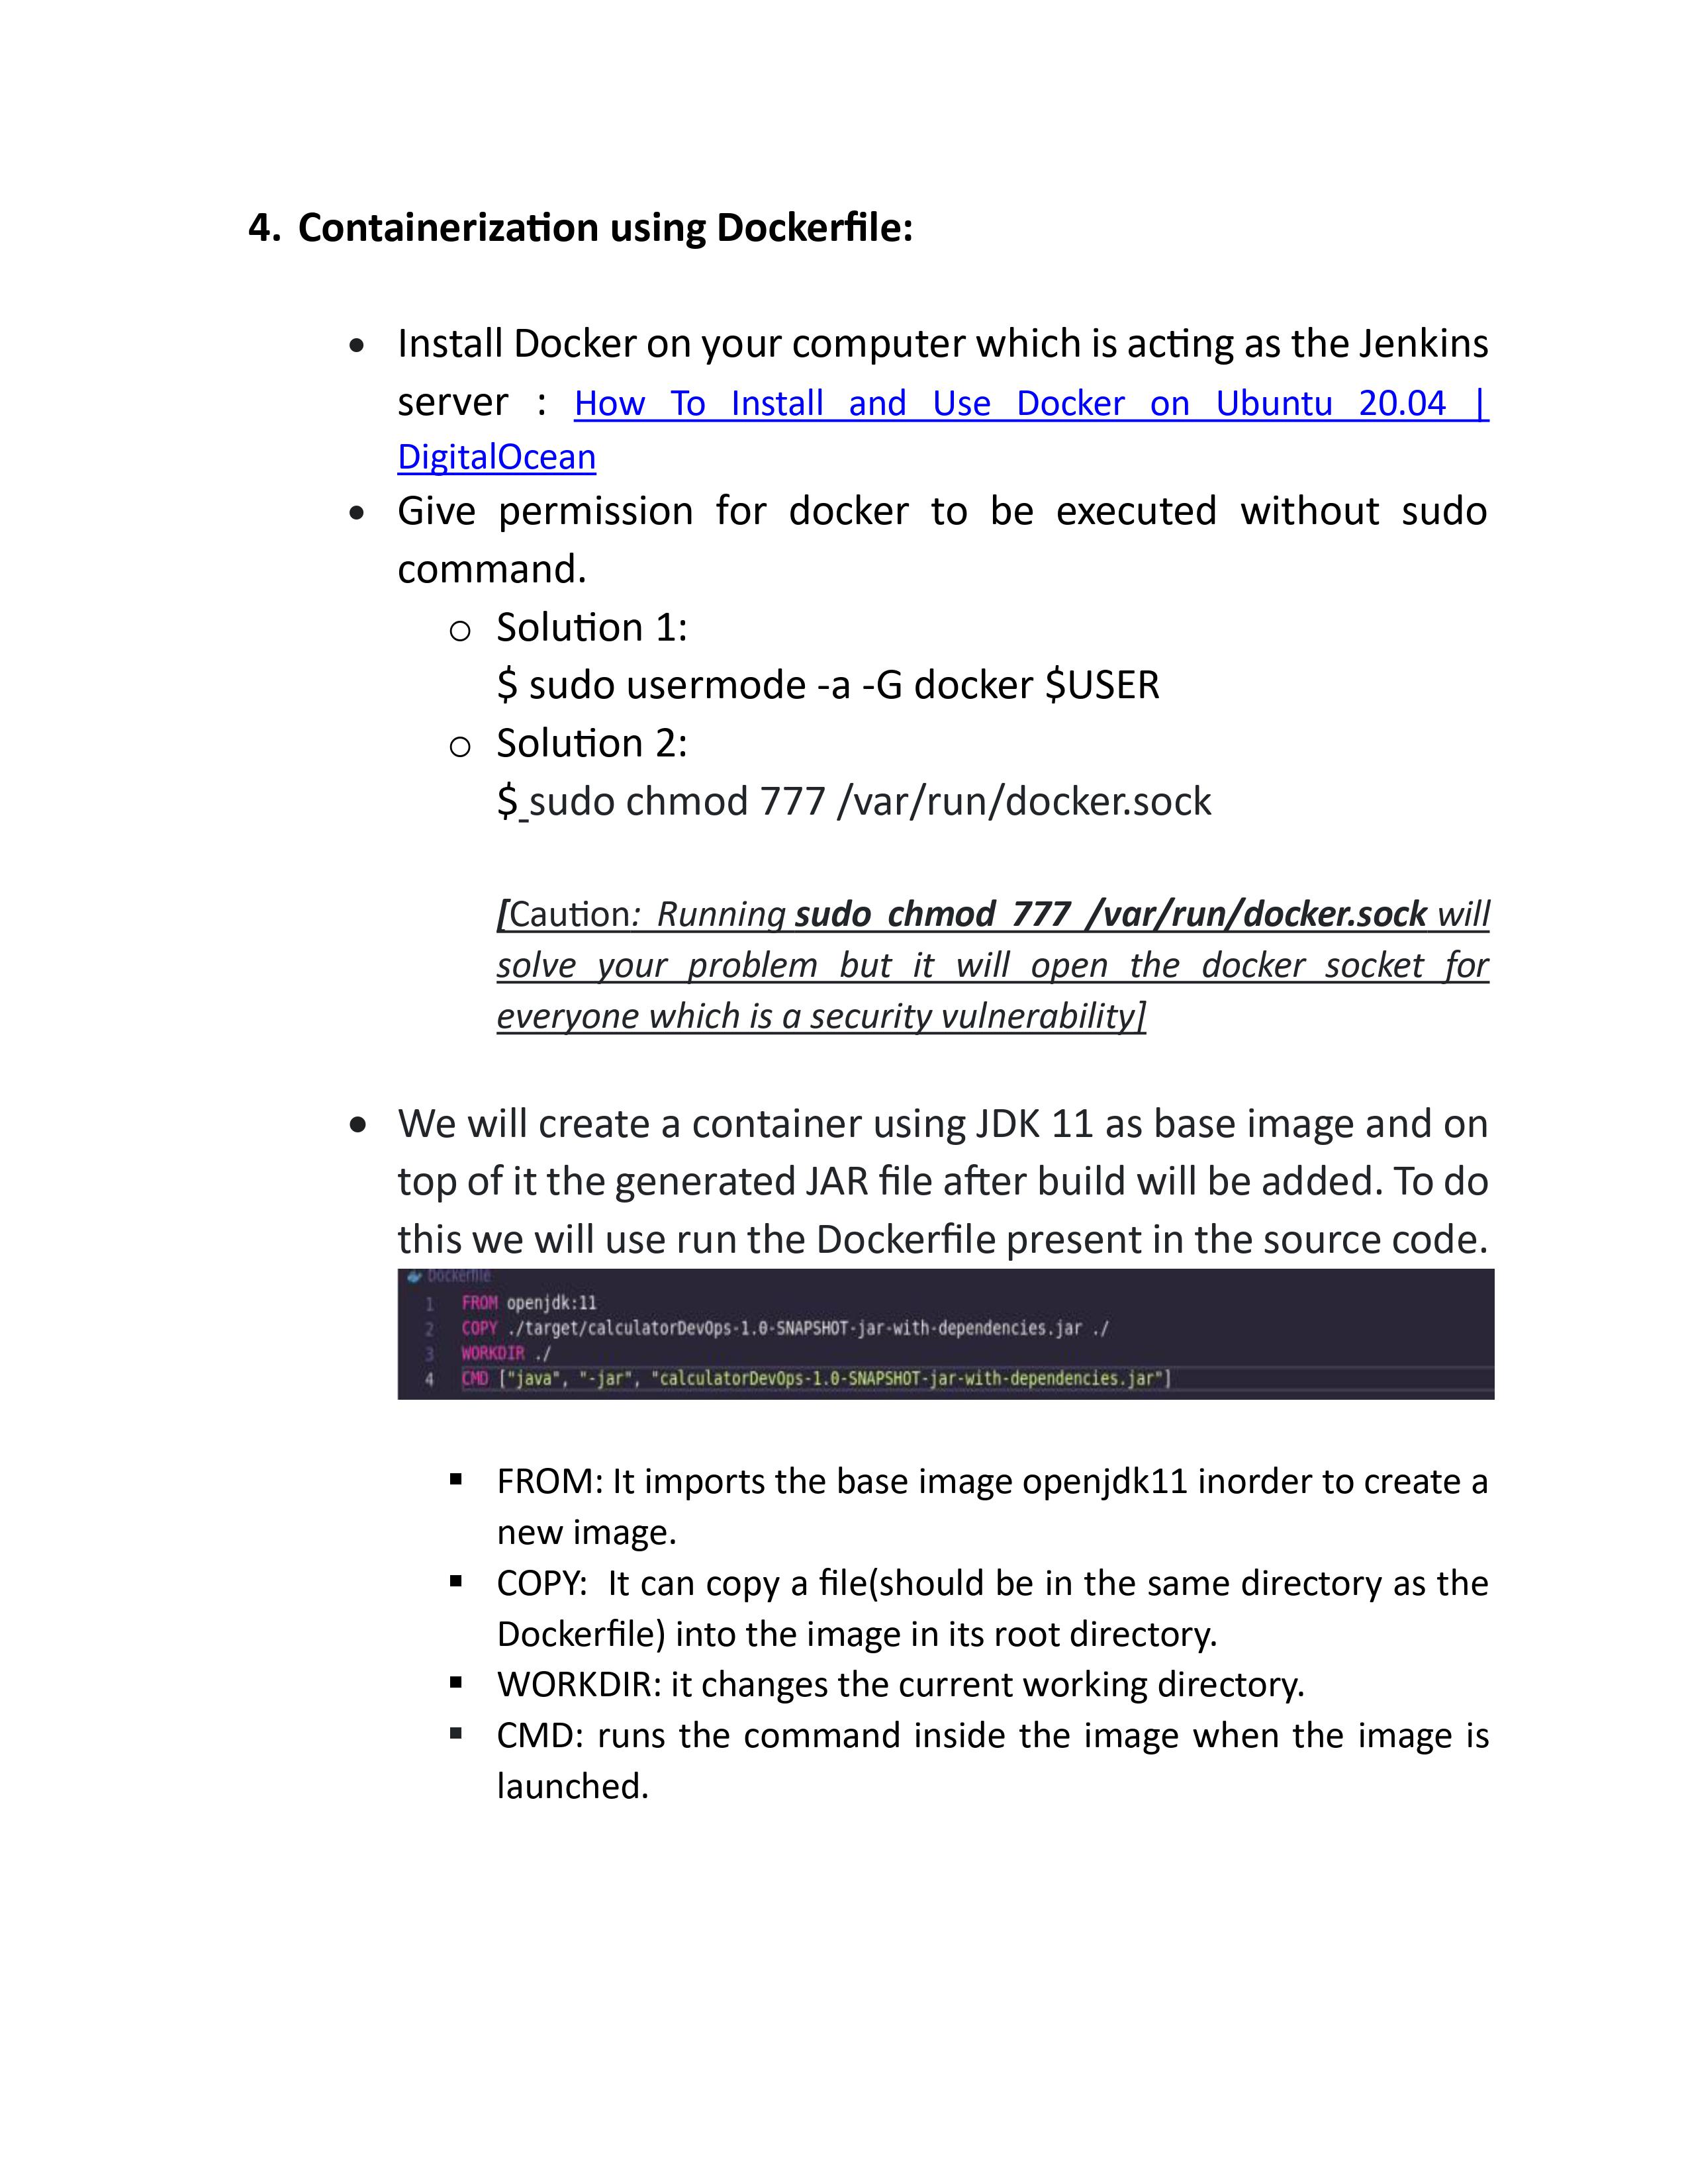 4. Containerization using Dockerfile:
• Install Docker on your computer which is acting as the Jenkins
server : How To Install and Use Docker on Ubuntu 20.04 |
DigitalOcean
• Give permission for docker to be executed without sudo
command.
o Solution 1:
$ sudo usermode -a -G docker $USER
o Solution 2:
$ sudo chmod 777 /var/run/docker.sock
[Caution: Running sudo chmod 777 /var/run/docker.sock will
solve your problem but it will open the docker socket for
everyone which is a security vulnerability]
• We will create a container using JDK 11 as base image and on
top of it the generated JAR file after build will be added. To do
this we will use run the Dockerfile present in the source code.
Dockerfile
1 FROM openjdk:11
2 COPY ./target/calculatorDevOps-1.0-SNAPSHOT-jar-with-dependencies.jar ./
3 WORKDIR ./
4 CMD ["java", "-jar", "calculatorDevOps-1.0-SNAPSHOT-jar-with-dependencies.jar"]
▪ FROM: It imports the base image openjdk11 inorder to create a
new image.
▪ COPY: It can copy a file(should be in the same directory as the
Dockerfile) into the image in its root directory.
▪ WORKDIR: it changes the current working directory.
▪ CMD: runs the command inside the image when the image is
launched.